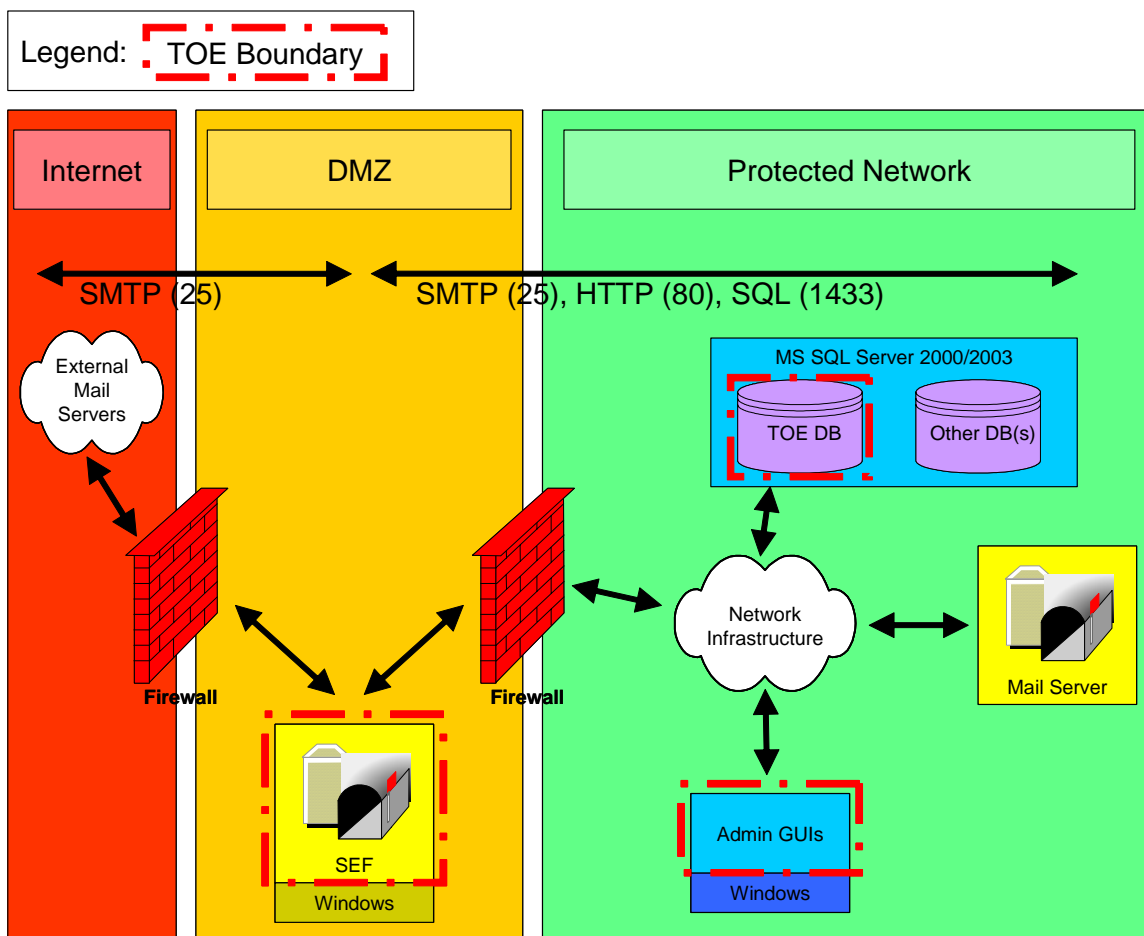 Legend:
TOE Boundary
Internet
DMZ
Protected Network
SMTP (25)
SMTP (25), HTTP (80), SQL (1433)
External
Mail
Servers
MS SQL Server 2000/2003
TOE DB
Other DB(s)
Network
Infrastructure
Mail Server
Firewall
Firewall
SEF
Windows
Admin GUIs
Windows